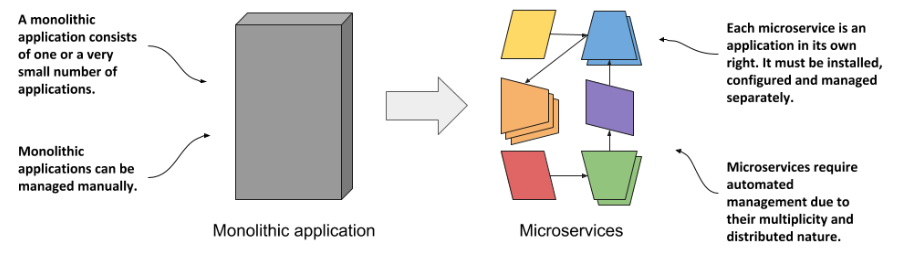 A monolithic
application consists
of one or a very
small number of
applications.
Monolithic
applications can be
managed manually.
Monolithic application
Microservices
Each microservice is an
application in its own
right. It must be installed,
configured and managed
separately.
Microservices require
automated
management due to
their multiplicity and
distributed nature.